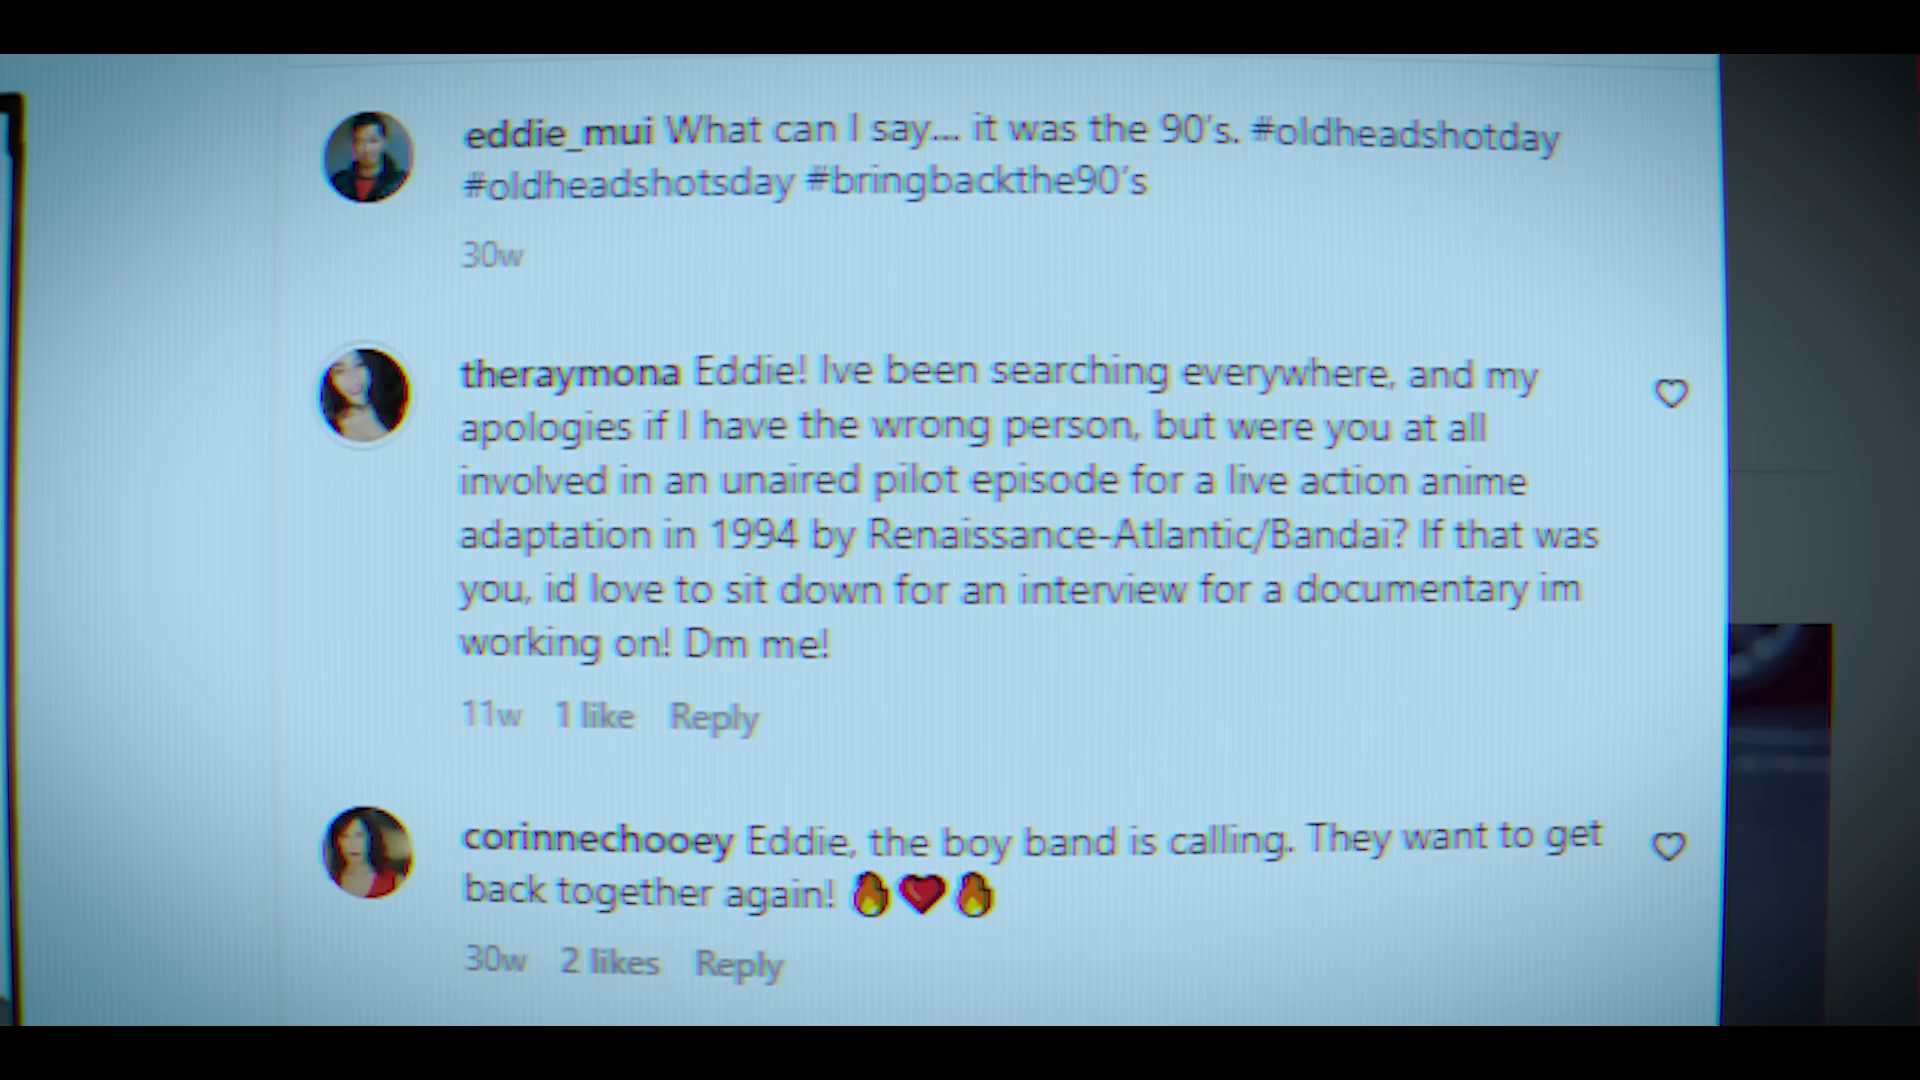 eddie_mui What can I say... it was the 90's. #oldheadshotday
#oldheadshotsday #bringbackthe90's
30w
theraymona Eddie! Ive been searching everywhere, and my
apologies if I have the wrong person, but were you at all
involved in an unaired pilot episode for a live action anime
adaptation in 1994 by Renaissance-Atlantic/Bandai? If that was
you, id love to sit down for an interview for a documentary im
working on! Dm me!
11w 1 like Reply
corinnechooey Eddie, the boy band is calling. They want to get
back together again! 🔥❤️🔥
30w 2 likes Reply